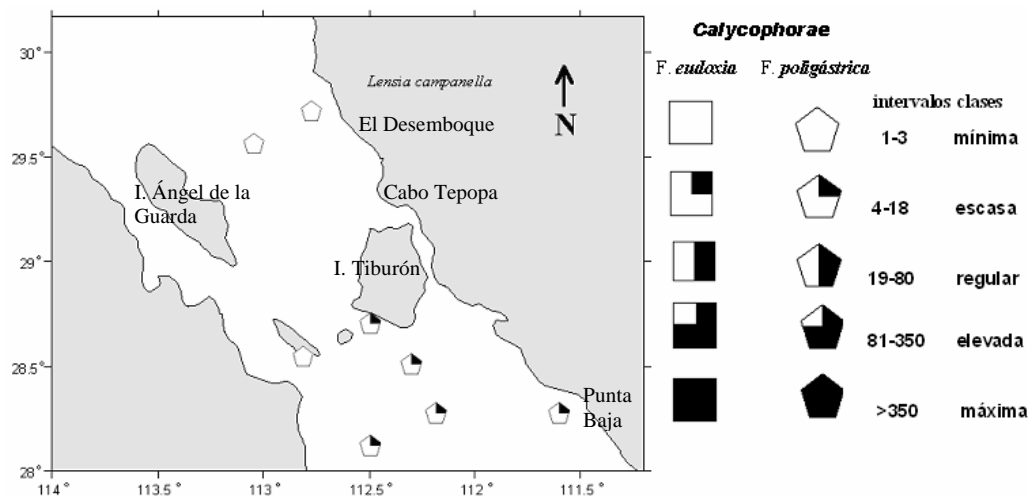 30°
29.5°
29°
28.5°
28°
114
113.5°
113°
112.5°
112°
111.5°
Lensia campanella
El Desemboque
N
I. Ángel de la
Guarda
Cabo Tepopa
I. Tiburón
Punta
Baja
Calycophorae
F. eudoxia F. poligástrica
intervalos clases
1-3 mínima
4-18 escasa
19-80 regular
81-350 elevada
>350 máxima